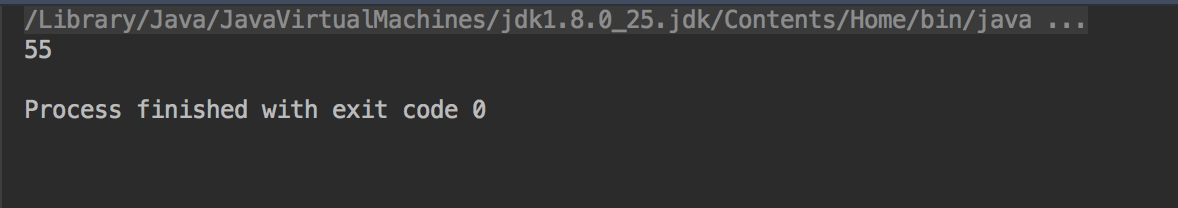 /Library/Java/JavaVirtualMachines/jdk1.8.0_25.jdk/Contents/Home/bin/java ...
55
Process finished with exit code 0